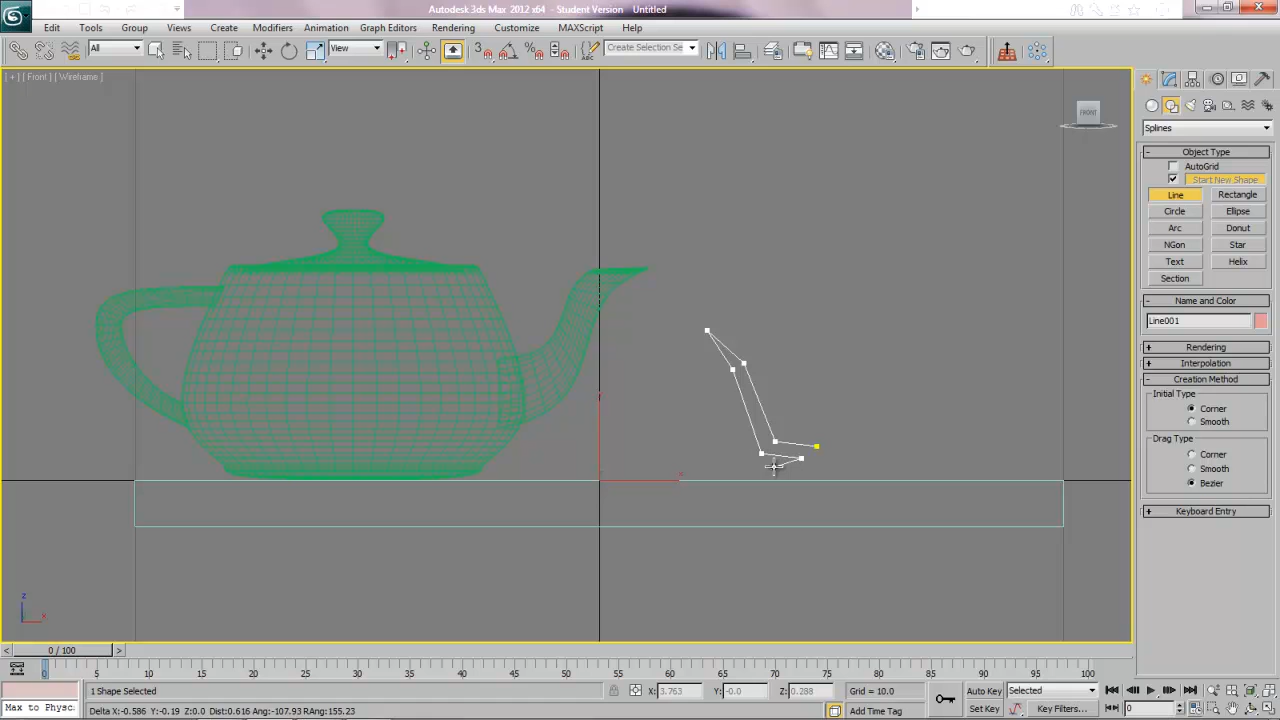 Autodesk 3ds Max 2012 x64 - Student Version Untitled
Edit Tools Group Views Create Modifiers Animation Graph Editors Rendering Customize MAXScript Help
All View 3 Create Selection Se
[ + ] [ Front ] [ Wireframe ]
FRONT
Splines
- Object Type
AutoGrid
Start New Shape
Line Rectangle
Circle Ellipse
Arc Donut
NGon Star
Text Helix
Section
- Name and Color
Line001
+ Rendering
+ Interpolation
- Creation Method
Initial Type
Corner
Smooth
Drag Type
Corner
Smooth
Bezier
+ Keyboard Entry
z
x
< 0 / 100 >
0 5 10 15 20 25 30 35 40 45 50 55 60 65 70 75 80 85 90 95 100
1 Shape Selected X: 3.763 Y: -0.0 Z: 0.288 Grid = 10.0 Auto Key Selected
Max to Physc Delta X:-0.586 Y:-0.19 Z:0.0 Dist:0.616 Ang:-107.93 RAng:155.23 Add Time Tag Set Key Key Filters... 0